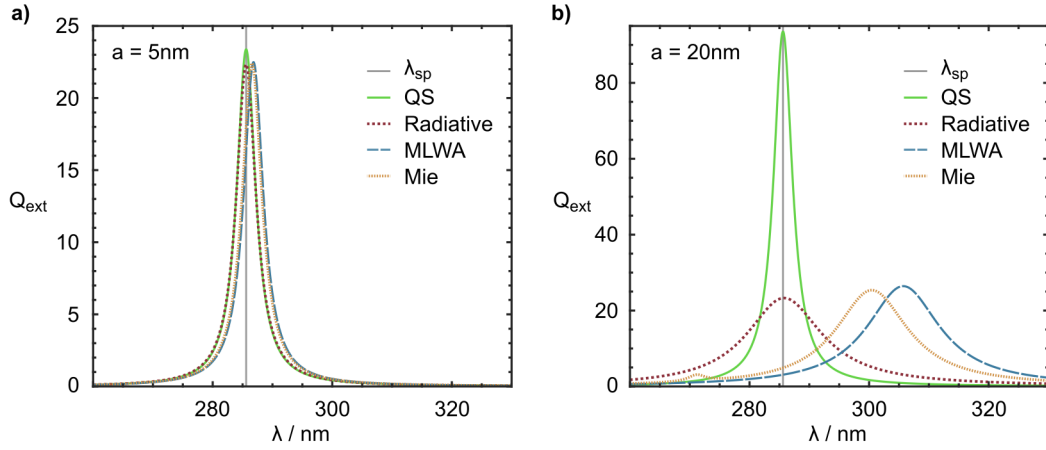 a)
a = 5nm
λsp
QS
Radiative
MLWA
Mie
Qext
25
20
15
10
5
0
280
300
320
λ / nm
b)
a = 20nm
λsp
QS
Radiative
MLWA
Mie
Qext
80
60
40
20
0
280
300
320
λ / nm